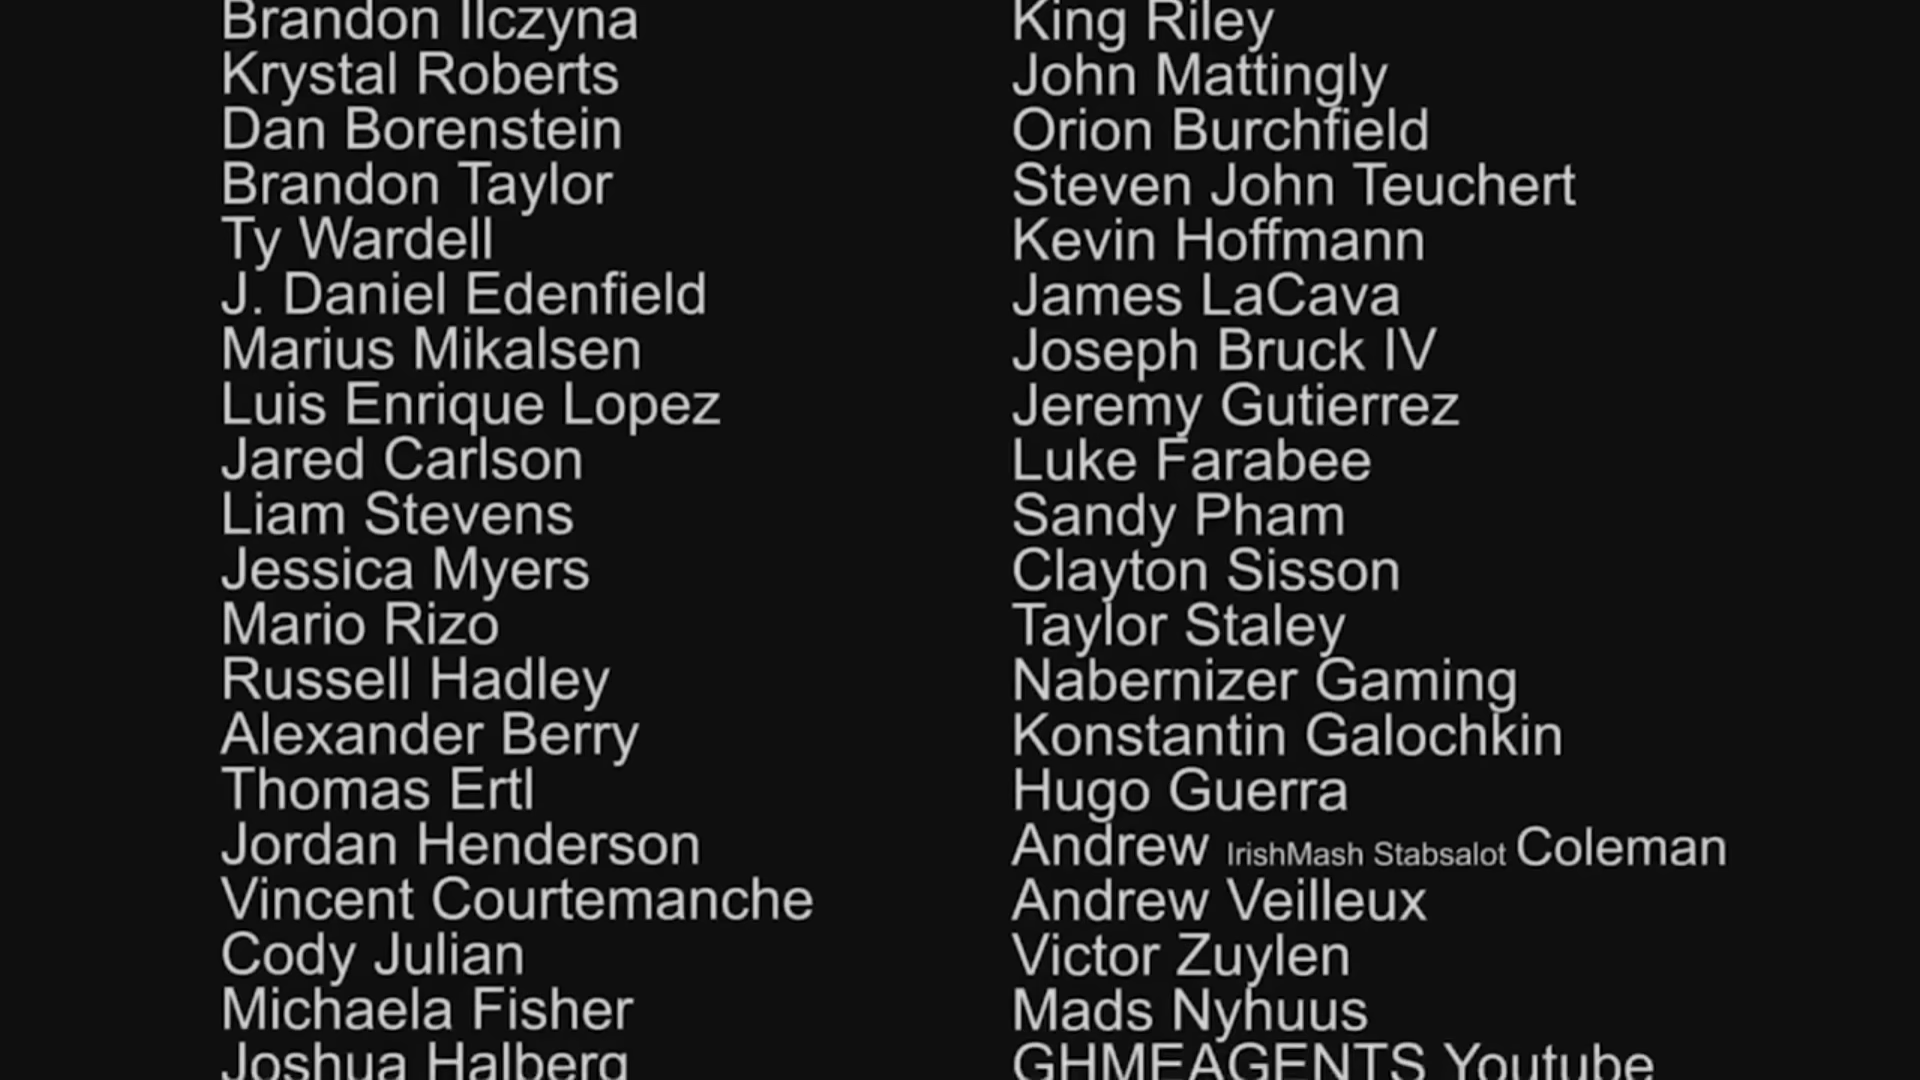 Brandon Ilczyna
Krystal Roberts
Dan Borenstein
Brandon Taylor
Ty Wardell
J. Daniel Edenfield
Marius Mikalsen
Luis Enrique Lopez
Jared Carlson
Liam Stevens
Jessica Myers
Mario Rizo
Russell Hadley
Alexander Berry
Thomas Ertl
Jordan Henderson
Vincent Courtemanche
Cody Julian
Michaela Fisher
Joshua Halberg
King Riley
John Mattingly
Orion Burchfield
Steven John Teuchert
Kevin Hoffmann
James LaCava
Joseph Bruck IV
Jeremy Gutierrez
Luke Farabee
Sandy Pham
Clayton Sisson
Taylor Staley
Nabernizer Gaming
Konstantin Galochkin
Hugo Guerra
Andrew IrishMash Stabsalot Coleman
Andrew Veilleux
Victor Zuylen
Mads Nyhuus
GHMEAGENTS Youtube